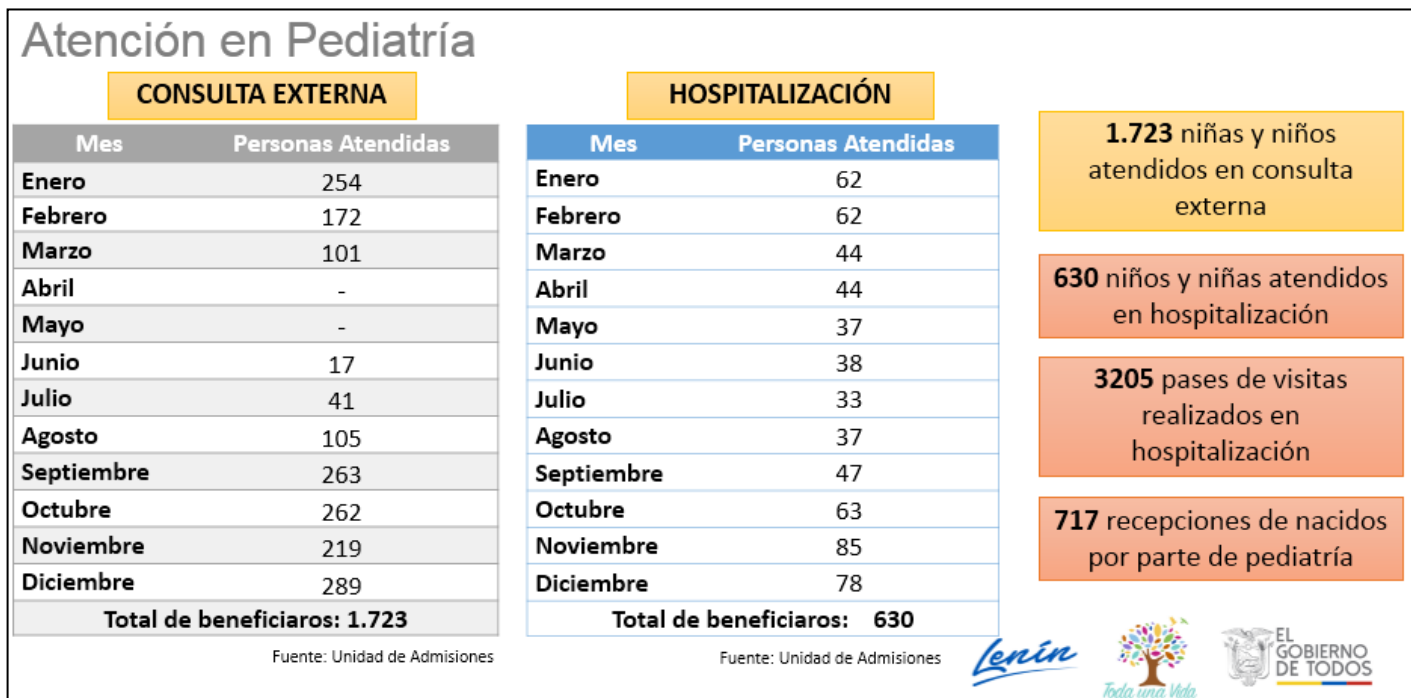 Atención en Pediatría
CONSULTA EXTERNA
Mes Personas Atendidas
Enero 254
Febrero 172
Marzo 101
Abril -
Mayo -
Junio 17
Julio 41
Agosto 105
Septiembre 263
Octubre 262
Noviembre 219
Diciembre 289
Total de beneficiaros: 1.723
Fuente: Unidad de Admisiones
HOSPITALIZACIÓN
Mes Personas Atendidas
Enero 62
Febrero 62
Marzo 44
Abril 44
Mayo 37
Junio 38
Julio 33
Agosto 37
Septiembre 47
Octubre 63
Noviembre 85
Diciembre 78
Total de beneficiaros: 630
Fuente: Unidad de Admisiones
1.723 niñas y niños
atendidos en consulta
externa
630 niños y niñas atendidos
en hospitalización
3205 pases de visitas
realizados en
hospitalización
717 recepciones de nacidos
por parte de pediatría
Lenín
Toda una Vida
EL
GOBIERNO
DE TODOS